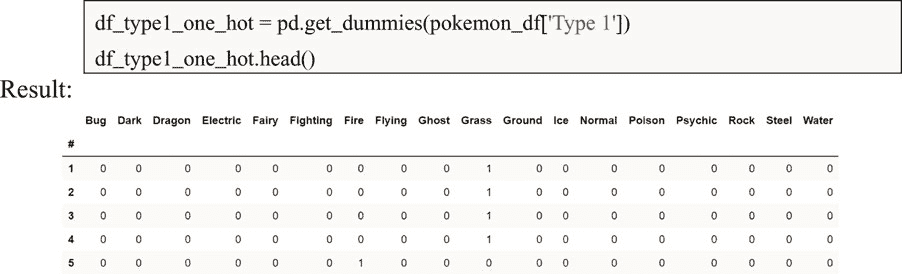 df_type1_one_hot = pd.get_dummies(pokemon_df['Type 1'])
df_type1_one_hot.head()
Result:
Bug Dark Dragon Electric Fairy Fighting Fire Flying Ghost Grass Ground Ice Normal Poison Psychic Rock Steel Water
#
1 0 0 0 0 0 0 0 0 0 1 0 0 0 0 0 0 0 0
2 0 0 0 0 0 0 0 0 0 1 0 0 0 0 0 0 0 0
3 0 0 0 0 0 0 0 0 0 1 0 0 0 0 0 0 0 0
4 0 0 0 0 0 0 0 0 0 1 0 0 0 0 0 0 0 0
5 0 0 0 0 0 0 1 0 0 0 0 0 0 0 0 0 0 0